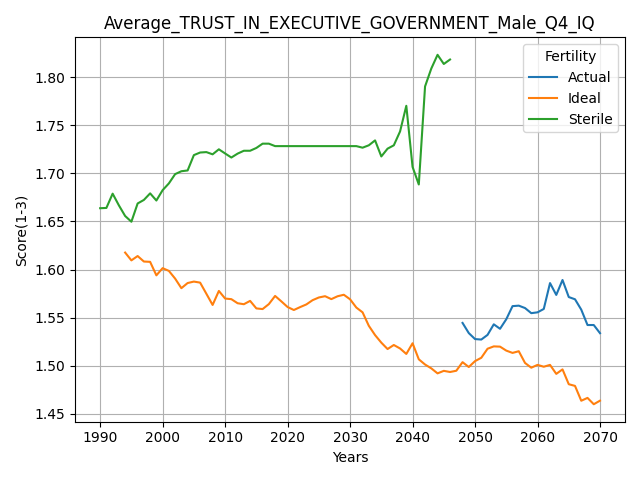 Average_TRUST_IN_EXECUTIVE_GOVERNMENT_Male_Q4_IQ
Fertility
Actual
Ideal
Sterile
Score(1-3)
1.80
1.75
1.70
1.65
1.60
1.55
1.50
1.45
1990 2000 2010 2020 2030 2040 2050 2060 2070
Years